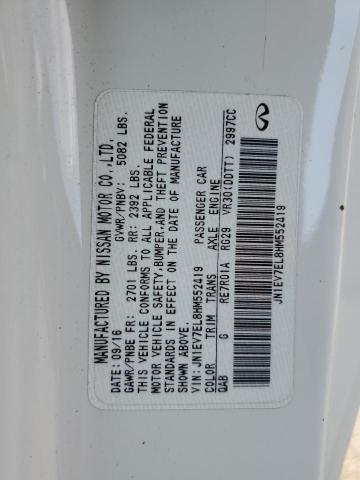 MANUFACTURED BY NISSAN MOTOR CO.,LTD.
DATE: 09/16 GVWR/PNBV: 5082 LBS.
GAWR/PNBE FR: 2701 LBS. RR: 2392 LBS.
THIS VEHICLE CONFORMS TO ALL APPLICABLE FEDERAL
MOTOR VEHICLE SAFETY,BUMPER,AND THEFT PREVENTION
STANDARDS IN EFFECT ON THE DATE OF MANUFACTURE
SHOWN ABOVE.
VIN: JN1EV7EL8HM552419 PASSENGER CAR
COLOR TRIM TRANS AXLE ENGINE
QAB G RE7R01A RG29 VR30(DDTT) 2997CC
JN1EV7EL8HM552419